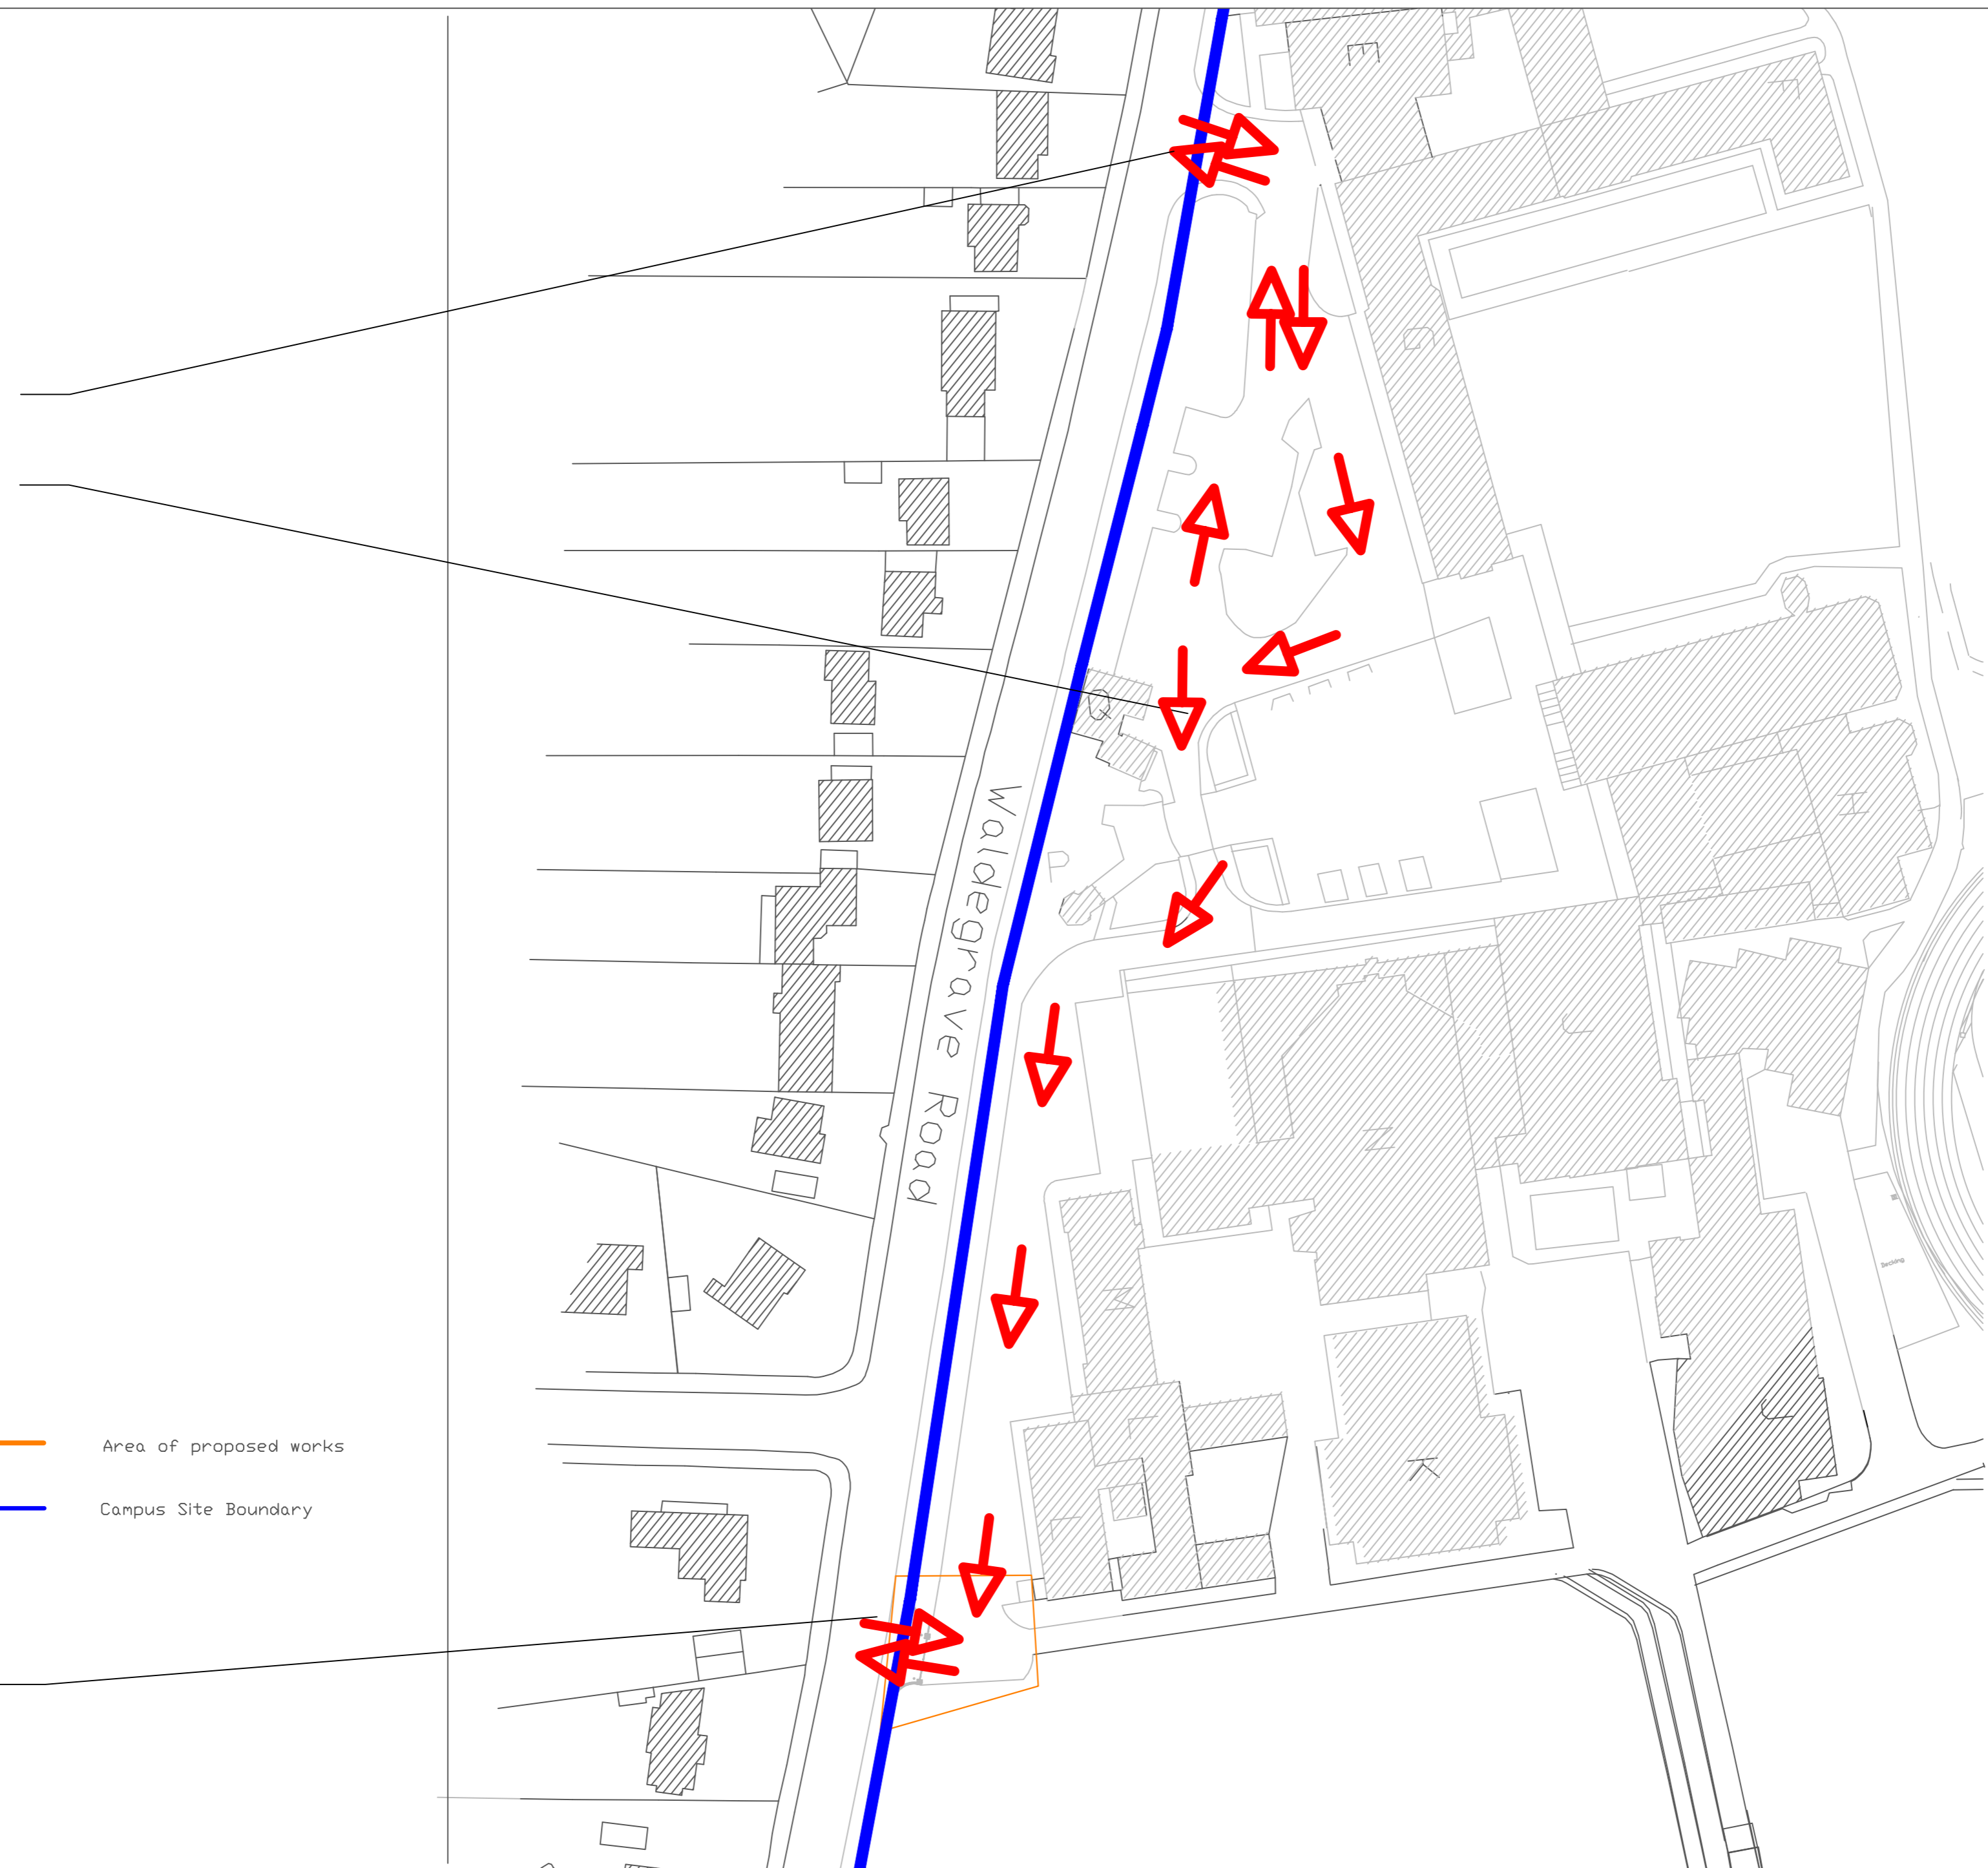 E
F
G
Q
P
Waldegrave Road
H
J
N
M
L
K
J
Area of proposed works
Campus Site Boundary